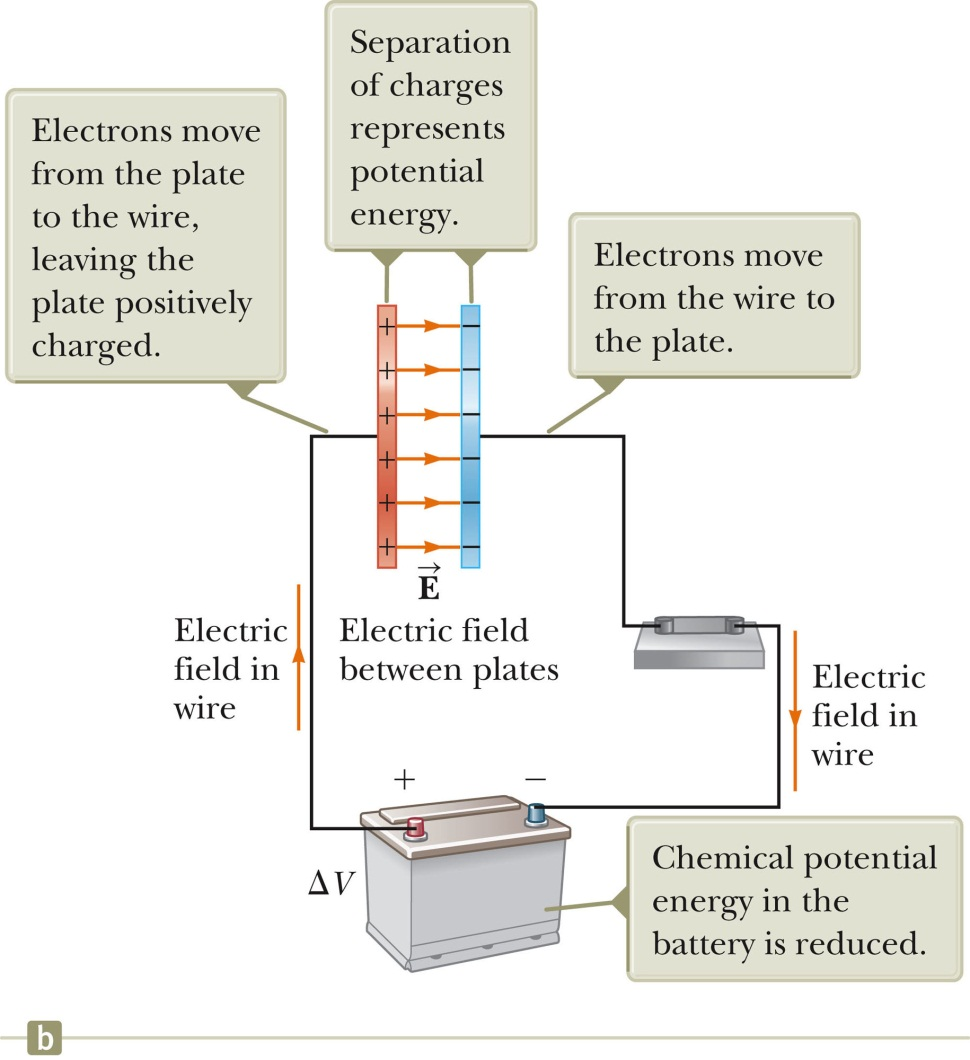 Separation
of charges
represents
potential
energy.
Electrons move
from the plate
to the wire,
leaving the
plate positively
charged.
Electrons move
from the wire to
the plate.
+ −
+ −
+ −
+ −
+ −
+ −
E⃗
Electric field
between plates
Electric
field in
wire
Electric
field in
wire
+ −
ΔV
Chemical potential
energy in the
battery is reduced.
b